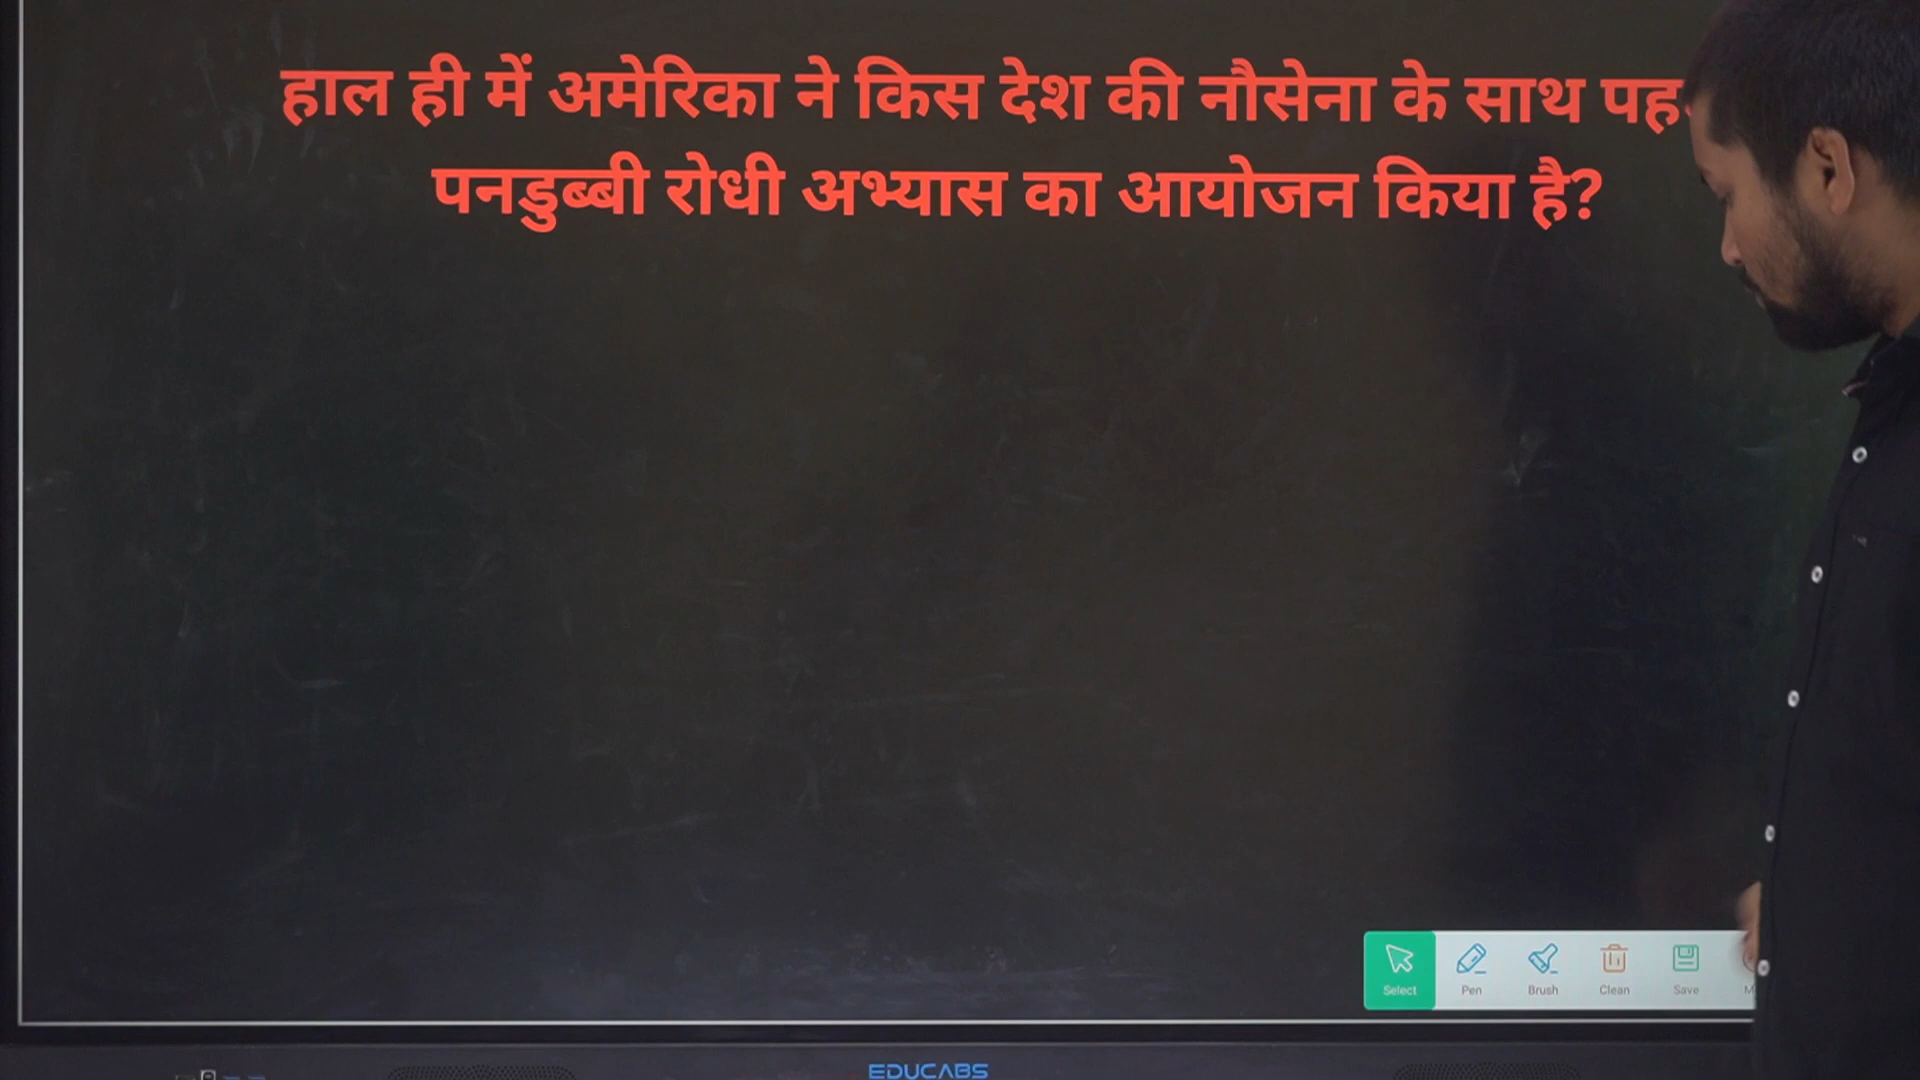 हाल ही में अमेरिका ने किस देश की नौसेना के साथ
पनडुब्बी रोधी अभ्यास का आयोजन किया है?
Select Pen Brush Clean Save
EDUCABS